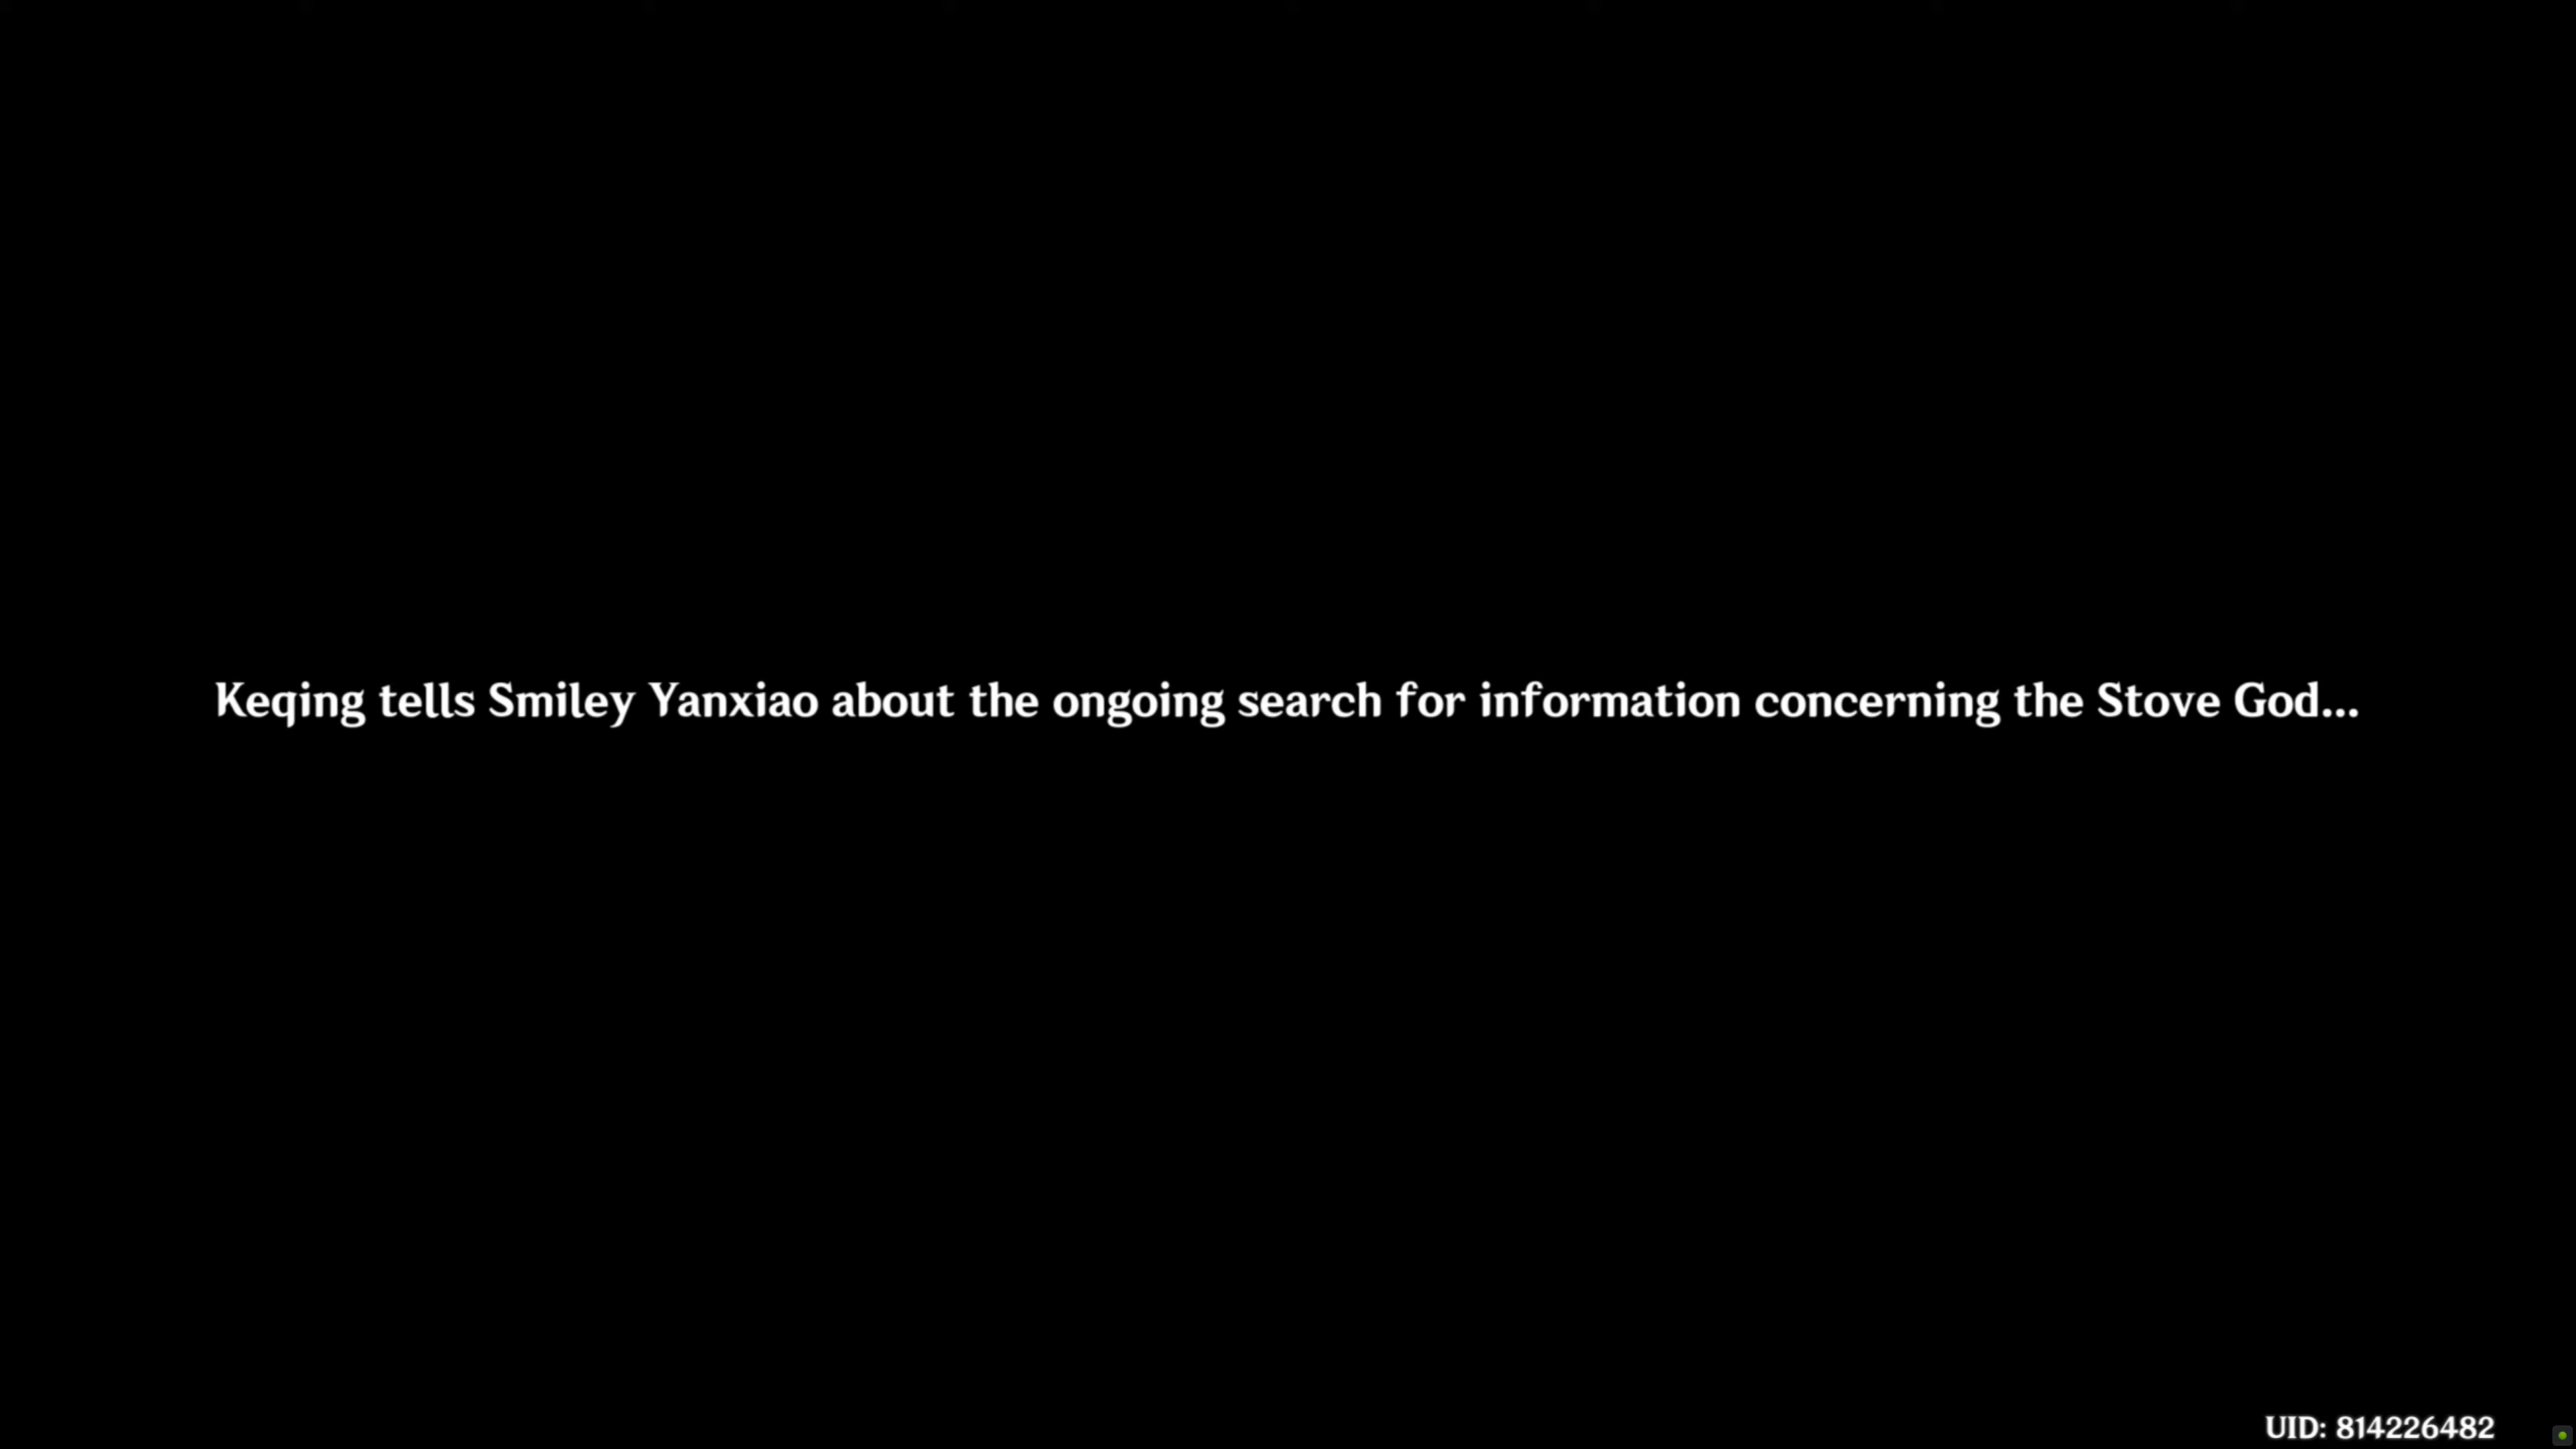 Keqing tells Smiley Yanxiao about the ongoing search for information concerning the Stove God...
UID: 814226482